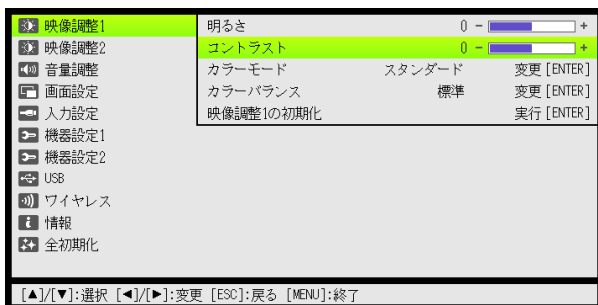 映像調整1
映像調整2
音量調整
画面設定
入力設定
機器設定1
機器設定2
USB
ワイヤレス
情報
全初期化
明るさ 0 − +
コントラスト 0 − +
カラーモード スタンダード 変更 [ENTER]
カラーバランス 標準 変更 [ENTER]
映像調整1の初期化 実行 [ENTER]
[▲]/[▼]:選択 [◀]/[▶]:変更 [ESC]:戻る [MENU]:終了